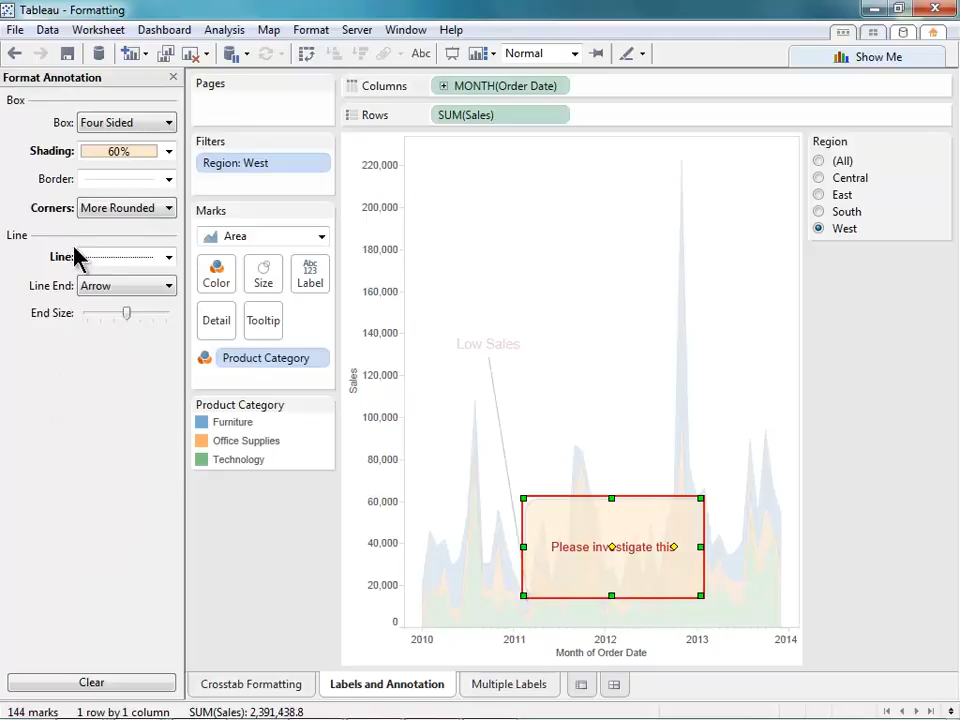 Tableau - Formatting
File Data Worksheet Dashboard Analysis Map Format Server Window Help
Abc Normal Show Me
Format Annotation
Box
Box: Four Sided
Shading: 60%
Border:
Corners: More Rounded
Line
Line:
Line End: Arrow
End Size:
Clear
Pages
Filters
Region: West
Marks
Area
Color Size Abc 123 Label
Detail Tooltip
Product Category
Product Category
Furniture
Office Supplies
Technology
Columns MONTH(Order Date)
Rows SUM(Sales)
220,000
200,000
180,000
160,000
140,000
120,000
100,000
80,000
60,000
40,000
20,000
0
Sales
Low Sales
Please investigate this
2010 2011 2012 2013 2014
Month of Order Date
Region
(All)
Central
East
South
West
Crosstab Formatting Labels and Annotation Multiple Labels
144 marks 1 row by 1 column SUM(Sales): 2,391,438.8